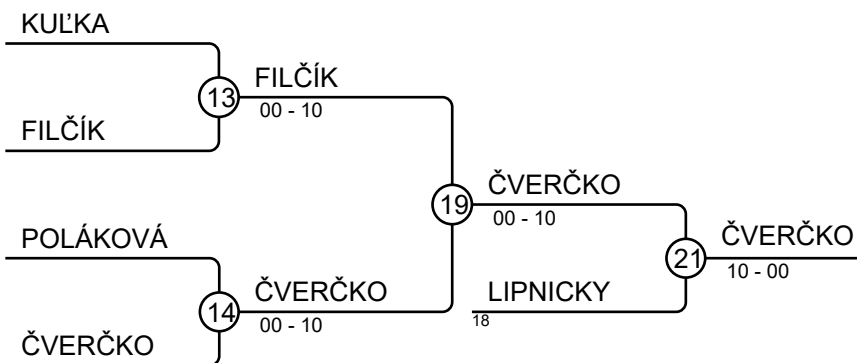 KUĽKA
13
FILČÍK
00 - 10
FILČÍK
19
ČVERČKO
00 - 10
POLÁKOVÁ
21
ČVERČKO
10 - 00
14
ČVERČKO
00 - 10
LIPNICKY
18
ČVERČKO